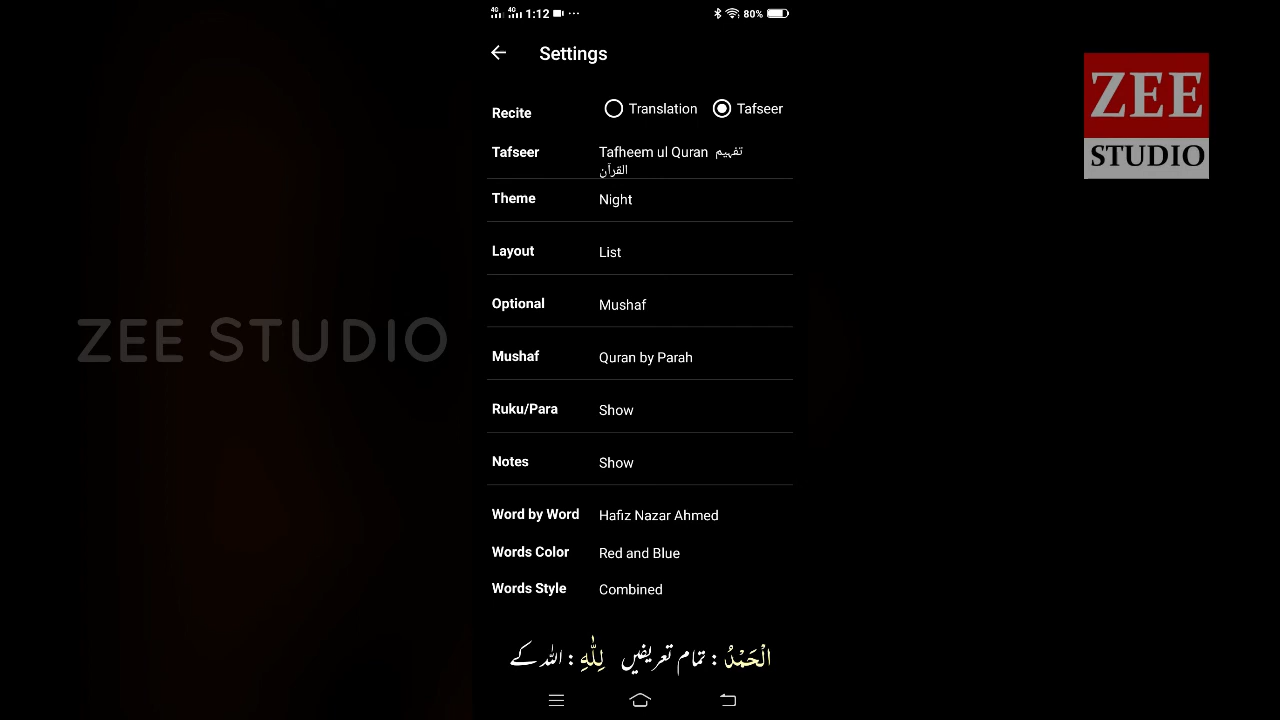 4G 4G 1:12 ... 80%
ZEE
STUDIO
Settings
Recite Translation Tafseer
Tafseer Tafheem ul Quran تفہیم
القرآن
Theme Night
Layout List
Optional Mushaf
ZEE STUDIO
Mushaf Quran by Parah
Ruku/Para Show
Notes Show
Word by Word Hafiz Nazar Ahmed
Words Color Red and Blue
Words Style Combined
الْحَمْدُ : تمام تعریفیں لِلّٰهِ : اللہ کے